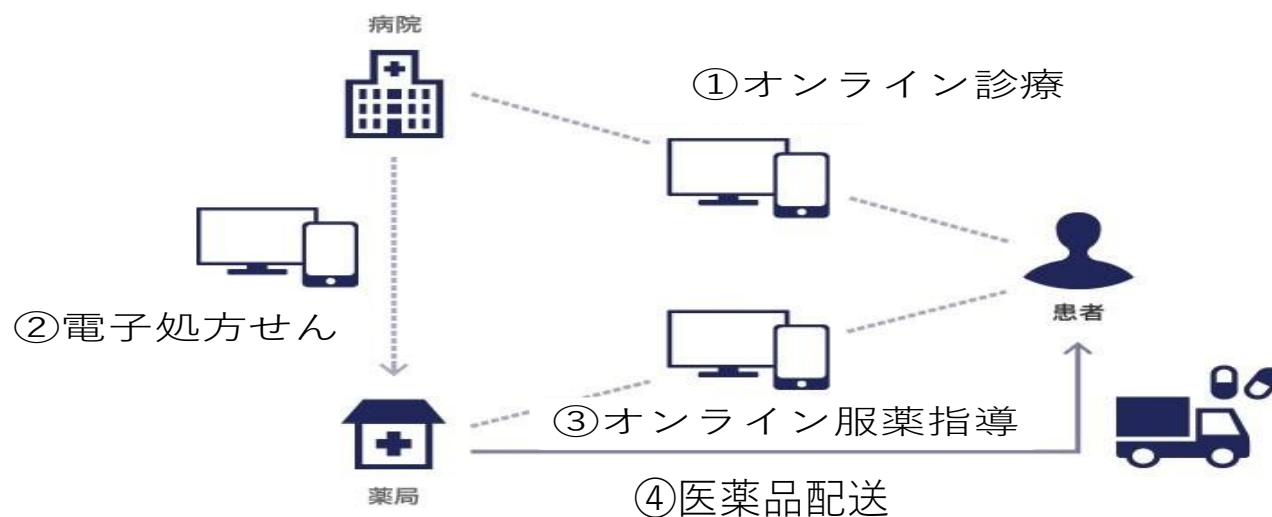 病院
①オンライン診療
②電子処方せん
患者
③オンライン服薬指導
薬局
④医薬品配送